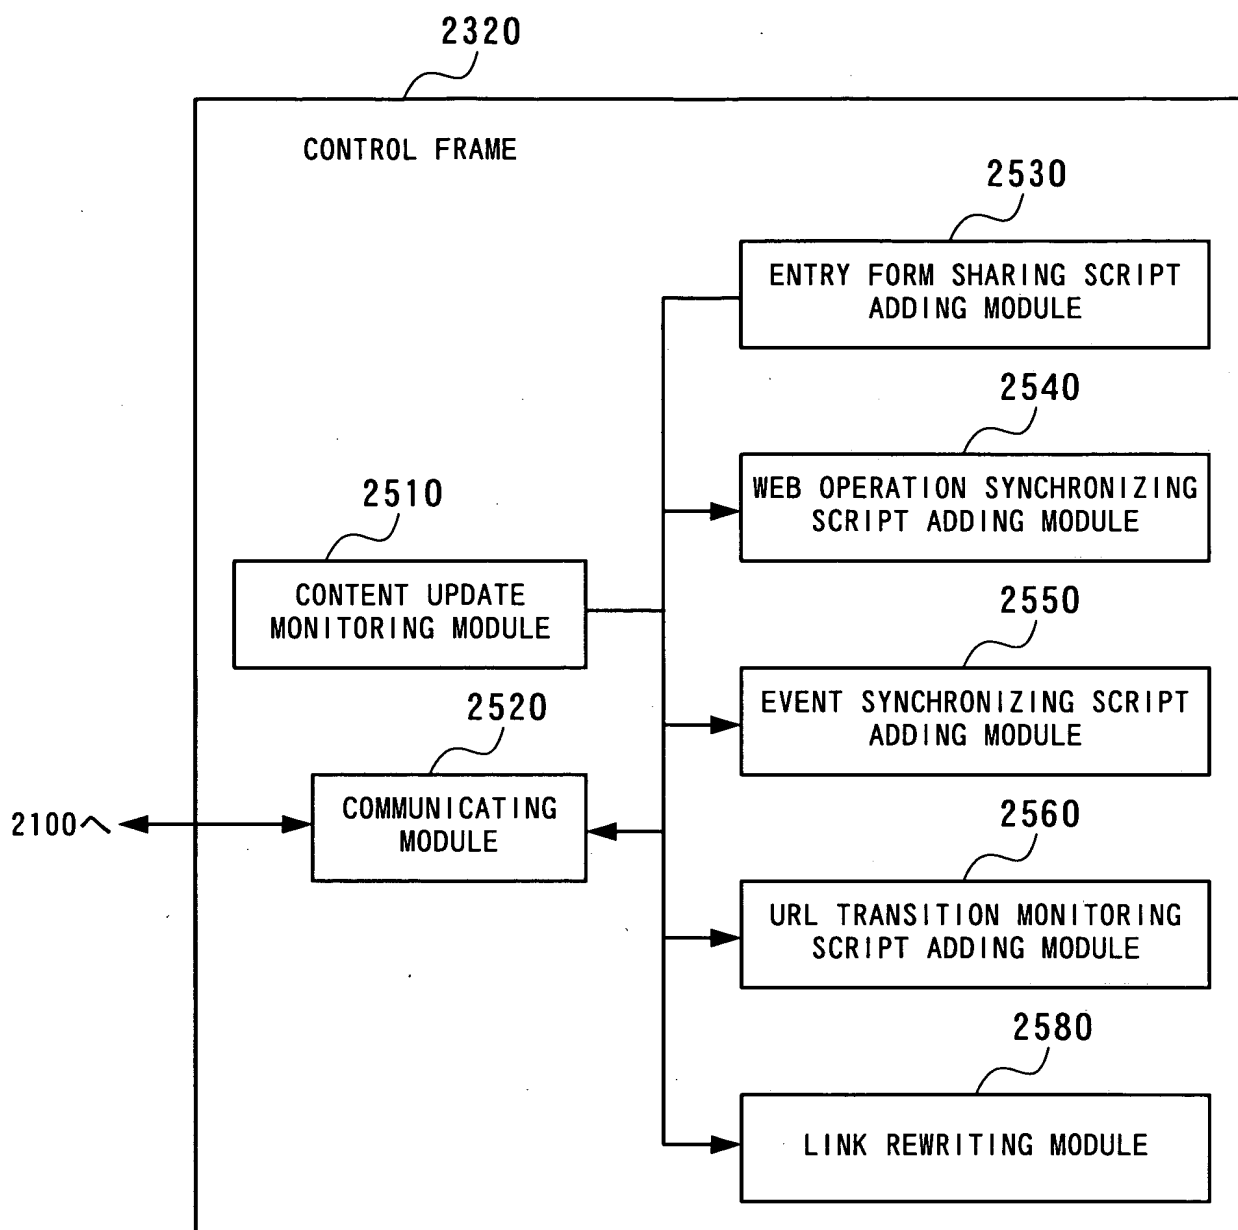 2320
CONTROL FRAME
2530
ENTRY FORM SHARING SCRIPT
ADDING MODULE
2540
WEB OPERATION SYNCHRONIZING
SCRIPT ADDING MODULE
2510
CONTENT UPDATE
MONITORING MODULE
2550
EVENT SYNCHRONIZING SCRIPT
ADDING MODULE
2520
COMMUNICATING
MODULE
2100へ
2560
URL TRANSITION MONITORING
SCRIPT ADDING MODULE
2580
LINK REWRITING MODULE